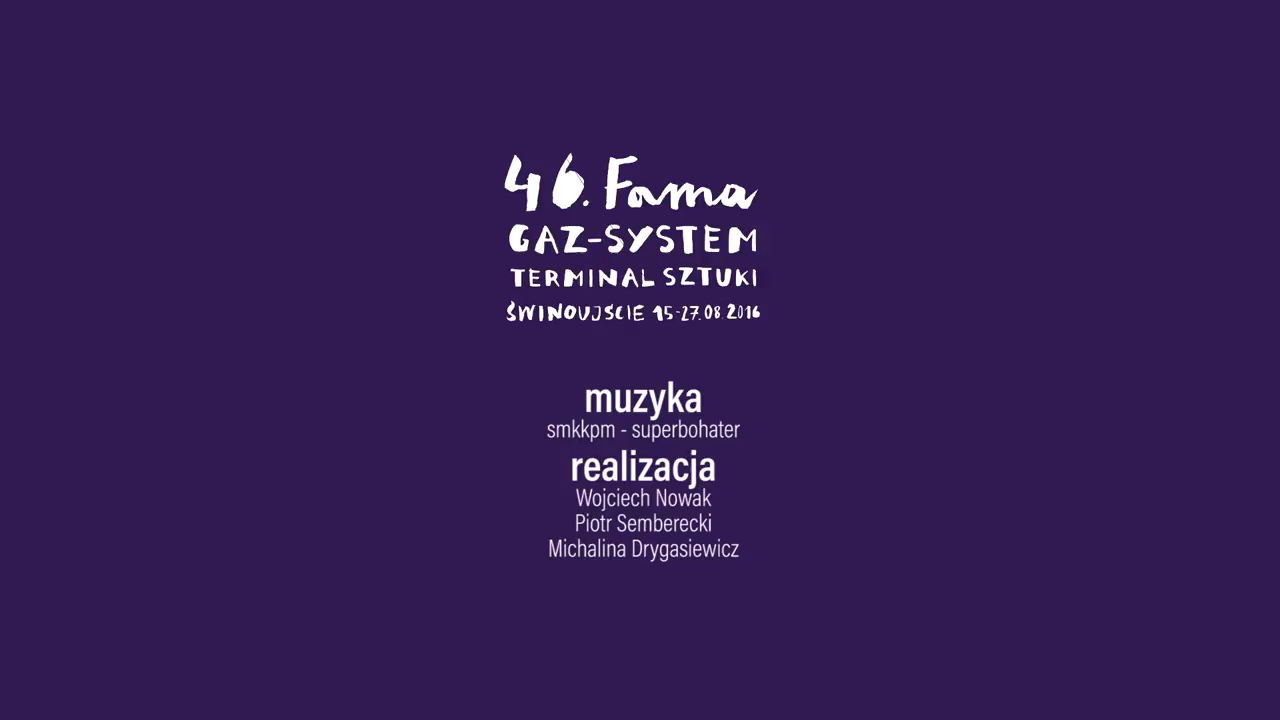 46. Fama
GAZ-SYSTEM
TERMINAL SZTUKI
ŚWINOUJSCIE 15-27.08.2016
muzyka
smkkpm - superbohater
realizacja
Wojciech Nowak
Piotr Semberecki
Michalina Drygasiewicz